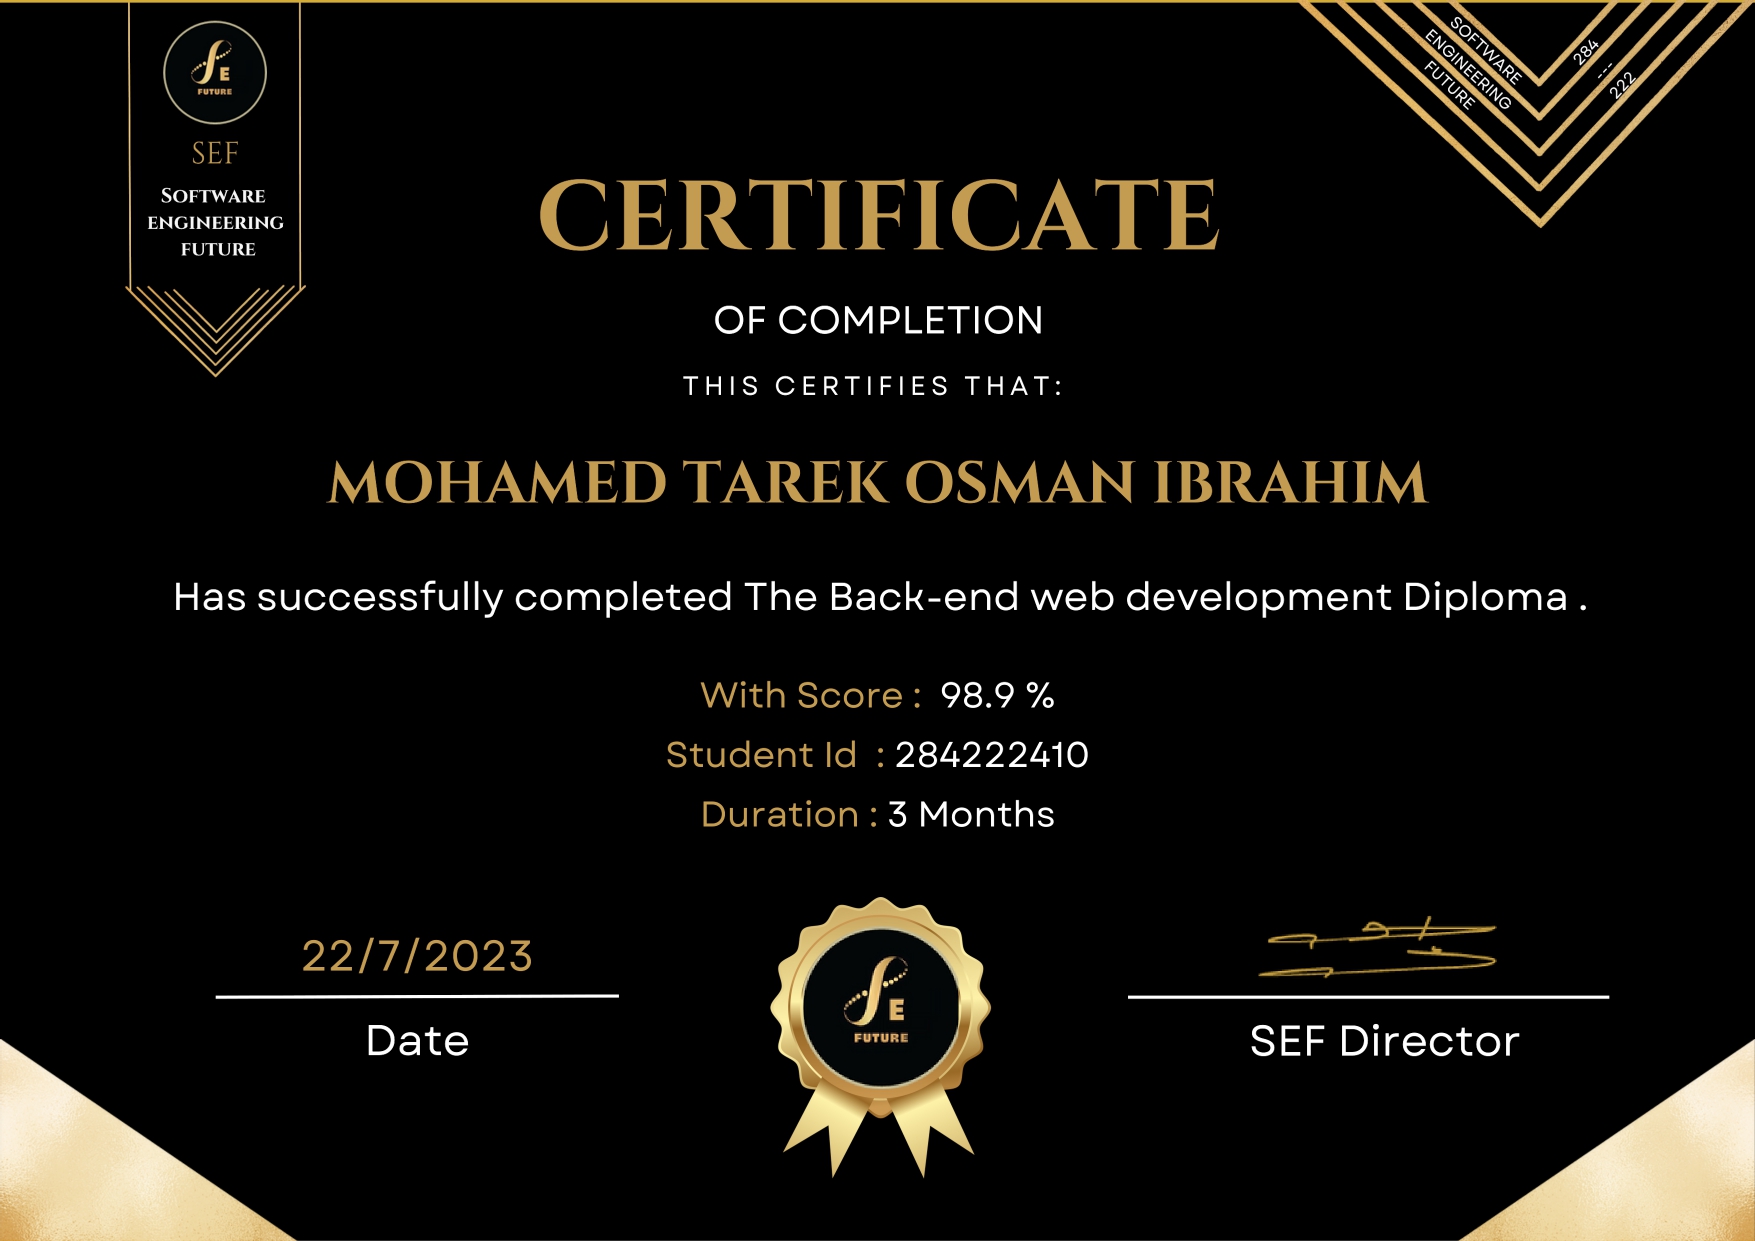 E
FUTURE
SEF
SOFTWARE
ENGINEERING
FUTURE
SOFTWARE
ENGINEERING
FUTURE
284
---
222
CERTIFICATE
OF COMPLETION
THIS CERTIFIES THAT:
MOHAMED TAREK OSMAN IBRAHIM
Has successfully completed The Back-end web development Diploma .
With Score : 98.9 %
Student Id : 284222410
Duration : 3 Months
22/7/2023
Date
E
FUTURE
SEF Director